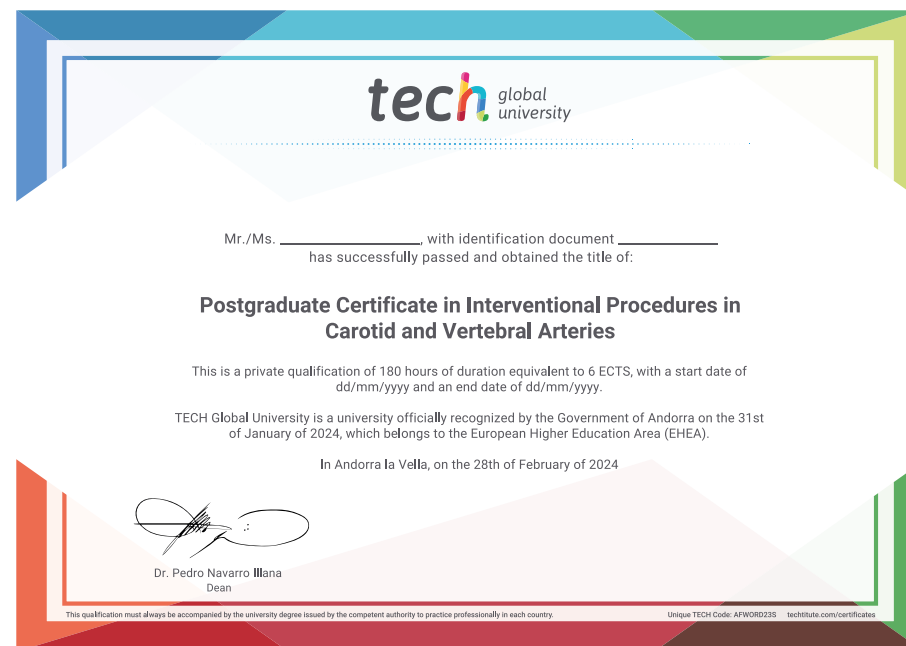 tech global university
Mr./Ms. ____________, with identification document ____________
has successfully passed and obtained the title of:
Postgraduate Certificate in Interventional Procedures in
Carotid and Vertebral Arteries
This is a private qualification of 180 hours of duration equivalent to 6 ECTS, with a start date of
dd/mm/yyyy and an end date of dd/mm/yyyy.
TECH Global University is a university officially recognized by the Government of Andorra on the 31st
of January of 2024, which belongs to the European Higher Education Area (EHEA).
In Andorra la Vella, on the 28th of February of 2024
Dr. Pedro Navarro Illana
Dean
This qualification must always be accompanied by the university degree issued by the competent authority to practice professionally in each country.
Unique TECH Code: AFWORD23S techtitute.com/certificates